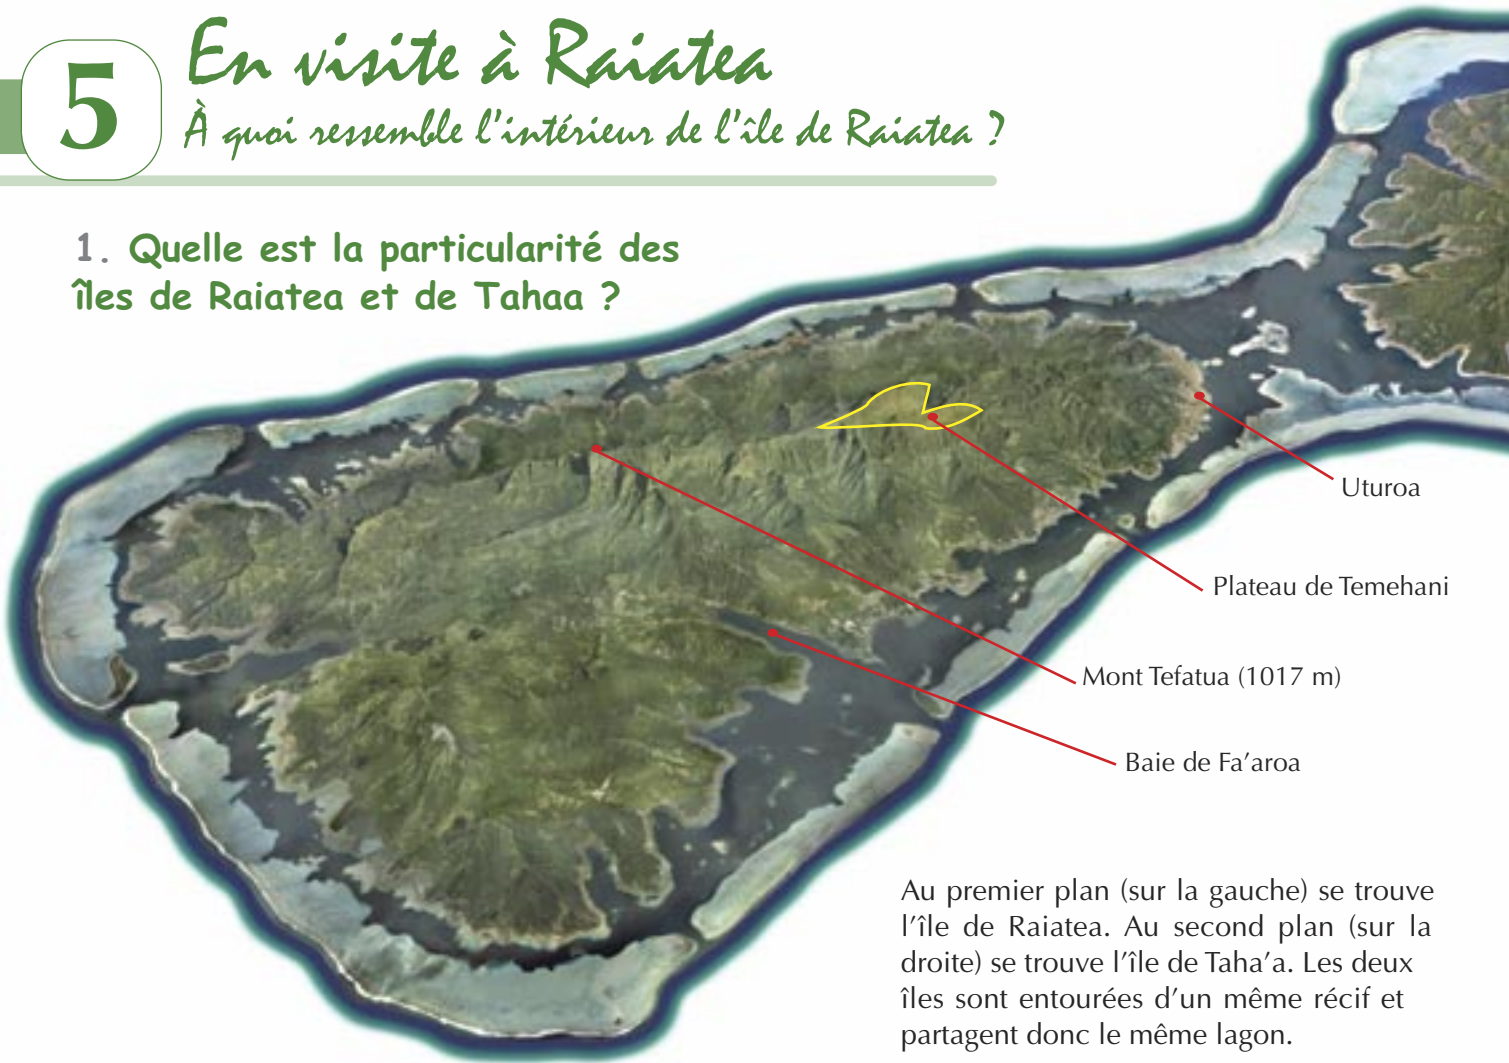 5
En visite à Raiatea
À quoi ressemble l'intérieur de l'île de Raiatea ?
1. Quelle est la particularité des
îles de Raiatea et de Tahaa ?
Uturoa
Plateau de Temehani
Mont Tefatua (1017 m)
Baie de Fa'aroa
Au premier plan (sur la gauche) se trouve
l'île de Raiatea. Au second plan (sur la
droite) se trouve l'île de Taha'a. Les deux
îles sont entourées d'un même récif et
partagent donc le même lagon.